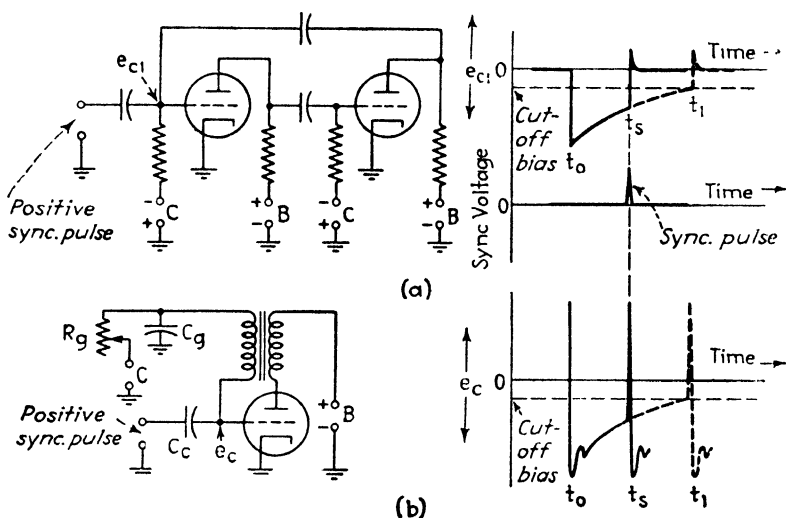 e_c1
Positive
sync. pulse
-
+
C
+
-
B
-
+
C
+
-
B
e_c1
0
Time
Cut-
off
bias
t_o
t_s
t_1
Sync Voltage
0
Time
Sync. pulse
(a)
R_g
C_g
C
Positive
sync. pulse
C_c
e_c
+
-
B
e_c
0
Time
Cut-
off
bias
t_o
t_s
t_1
(b)